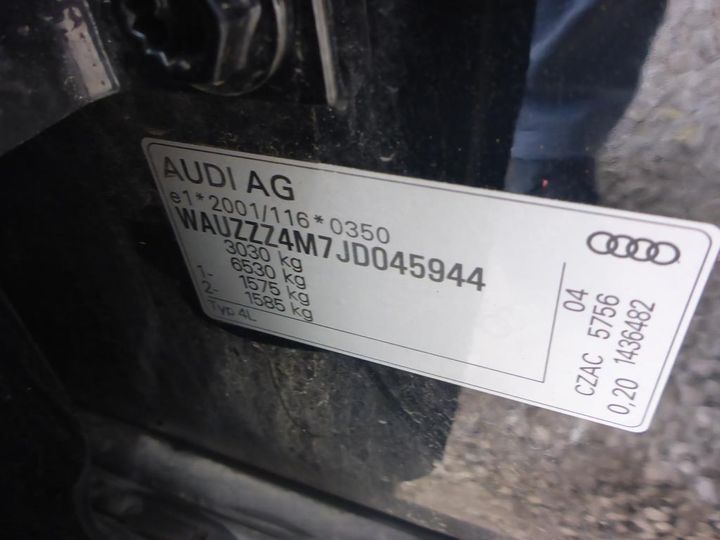 AUDI AG
e1*2001/116*0350
WAUZZZ4M7JD045944
3030 kg
1- 6530 kg
2- 1575 kg
1585 kg
Typ 4L
04
CZAC 5756
0,20 1436482